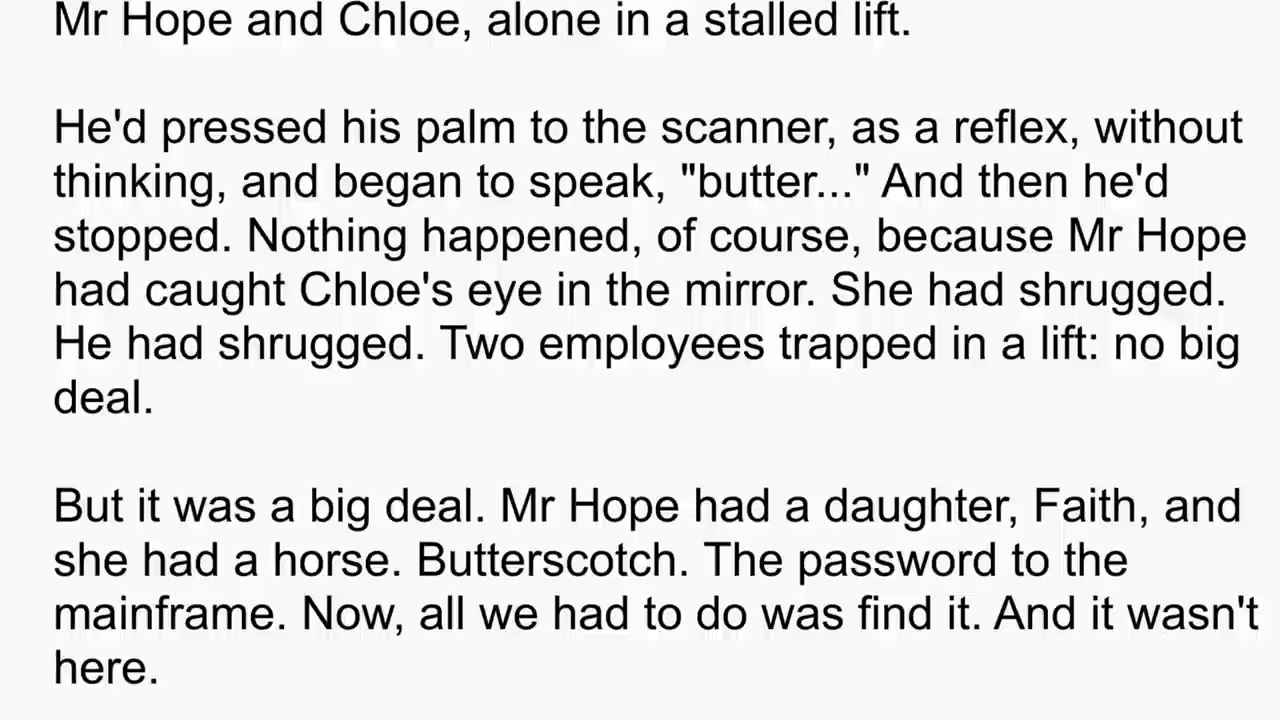 Mr Hope and Chloe, alone in a stalled lift.
He'd pressed his palm to the scanner, as a reflex, without
thinking, and began to speak, "butter..." And then he'd
stopped. Nothing happened, of course, because Mr Hope
had caught Chloe's eye in the mirror. She had shrugged.
He had shrugged. Two employees trapped in a lift: no big
deal.
But it was a big deal. Mr Hope had a daughter, Faith, and
she had a horse. Butterscotch. The password to the
mainframe. Now, all we had to do was find it. And it wasn't
here.